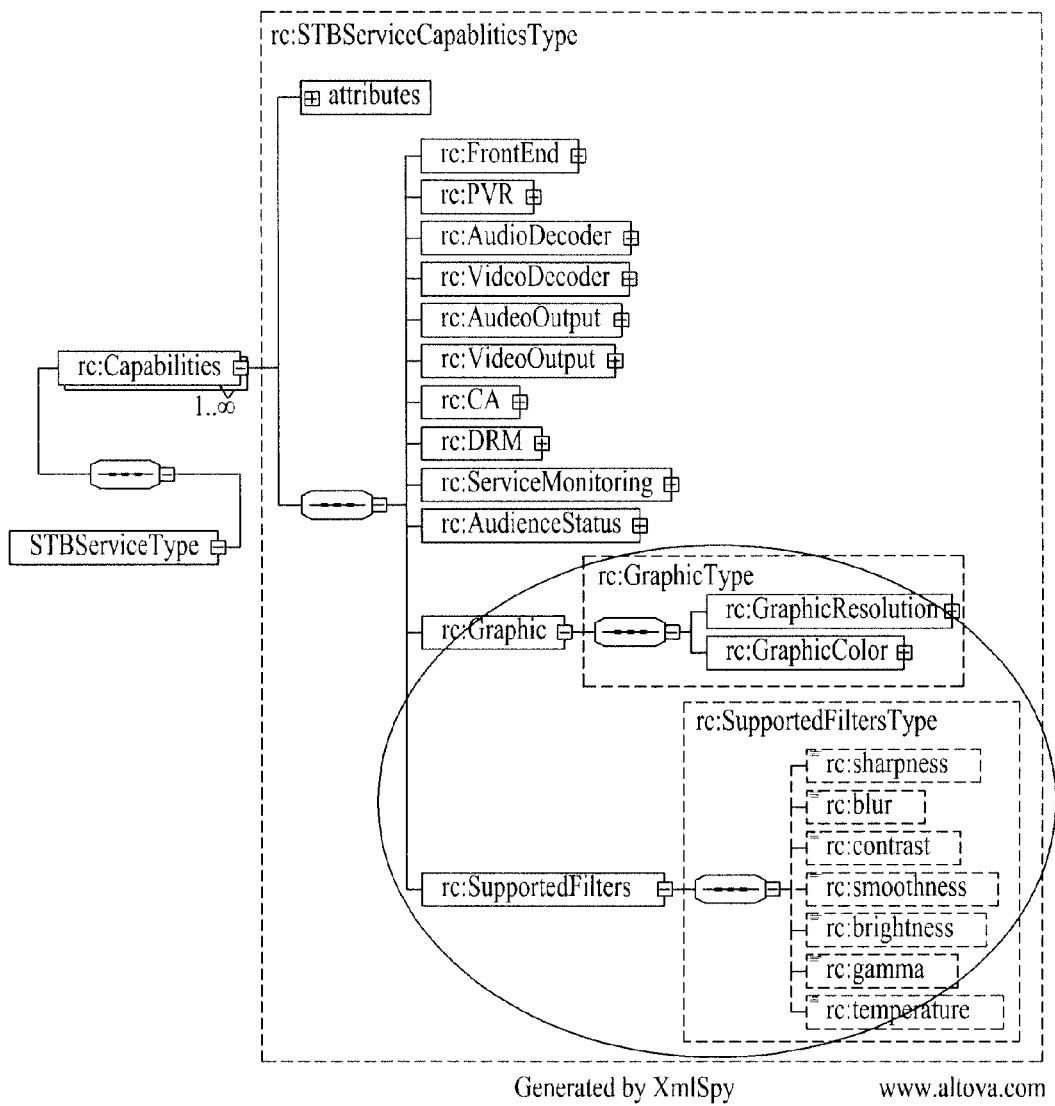 rc:STBServiceCapablitiesType
attributes
rc:FrontEnd
rc:PVR
rc:AudioDecoder
rc:VideoDecoder
rc:AudeoOutput
rc:VideoOutput
rc:Capabilities
1..∞
rc:CA
rc:DRM
rc:ServiceMonitoring
rc:AudienceStatus
STBServiceType
rc:GraphicType
rc:Graphic
rc:GraphicResolution
rc:GraphicColor
rc:SupportedFiltersType
rc:SupportedFilters
rc:sharpness
rc:blur
rc:contrast
rc:smoothness
rc:brightness
rc:gamma
rc:temperature
Generated by XmlSpy www.altova.com